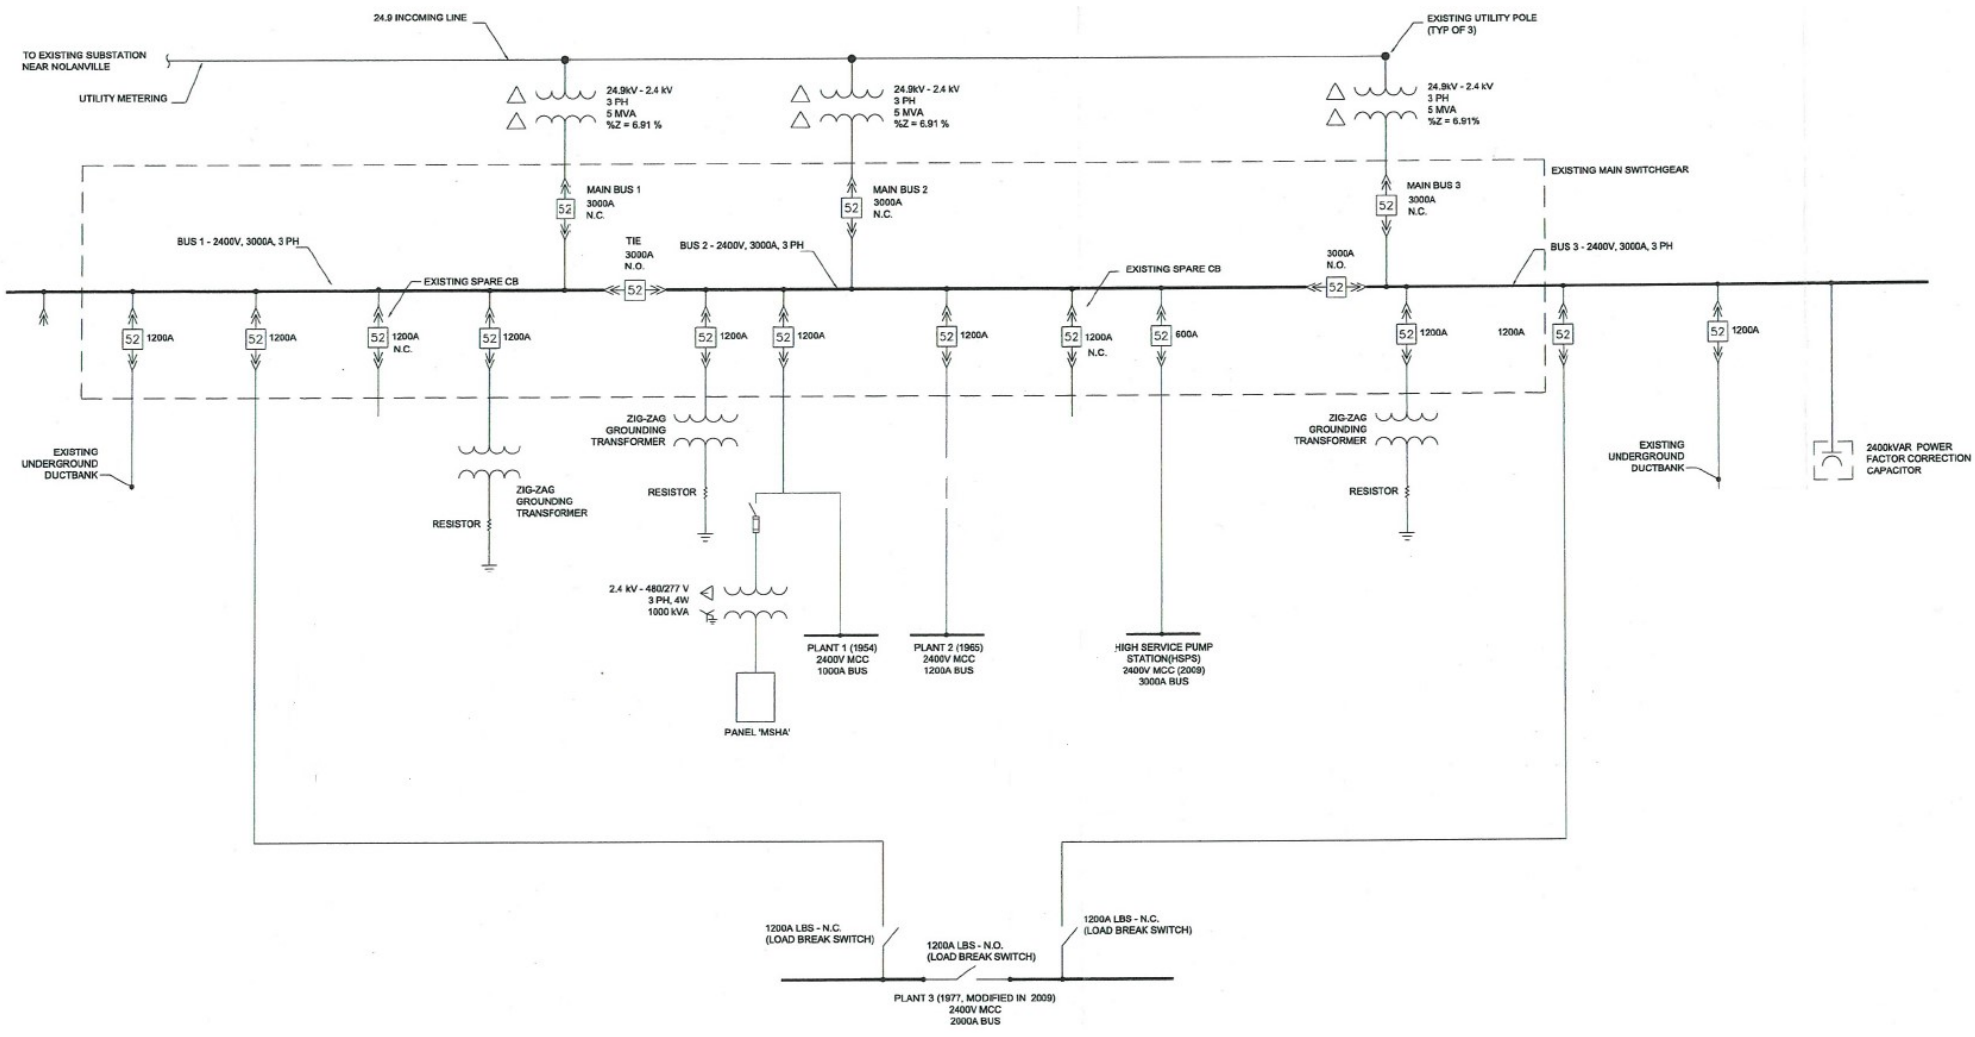 24.9 INCOMING LINE
EXISTING UTILITY POLE
(TYP OF 3)
TO EXISTING SUBSTATION
NEAR NOLANVILLE
UTILITY METERING
24.9kV - 2.4 kV
3 PH
5 MVA
%Z = 6.91 %
24.9kV - 2.4 kV
3 PH
5 MVA
%Z = 6.91 %
24.9kV - 2.4 kV
3 PH
5 MVA
%Z = 6.91%
EXISTING MAIN SWITCHGEAR
MAIN BUS 1
3000A
N.C.
52
MAIN BUS 2
3000A
N.C.
52
MAIN BUS 3
3000A
N.C.
52
BUS 1 - 2400V, 3000A, 3 PH
TIE
3000A
N.O.
52
BUS 2 - 2400V, 3000A, 3 PH
3000A
N.O.
52
BUS 3 - 2400V, 3000A, 3 PH
EXISTING SPARE CB
EXISTING SPARE CB
52 1200A
52 1200A
52 1200A
N.C.
52 1200A
52 1200A
52 1200A
52 1200A
52 1200A
N.C.
52 600A
52 1200A
1200A 52
52 1200A
EXISTING
UNDERGROUND
DUCTBANK
ZIG-ZAG
GROUNDING
TRANSFORMER
RESISTOR
ZIG-ZAG
GROUNDING
TRANSFORMER
RESISTOR
ZIG-ZAG
GROUNDING
TRANSFORMER
RESISTOR
EXISTING
UNDERGROUND
DUCTBANK
2400kVAR POWER
FACTOR CORRECTION
CAPACITOR
2.4 kV - 480/277 V
3 PH, 4W
1000 kVA
PANEL 'MSHA'
PLANT 1 (1954)
2400V MCC
1000A BUS
PLANT 2 (1965)
2400V MCC
1200A BUS
HIGH SERVICE PUMP
STATION(HSPS)
2400V MCC (2009)
3000A BUS
1200A LBS - N.C.
(LOAD BREAK SWITCH)
1200A LBS - N.O.
(LOAD BREAK SWITCH)
1200A LBS - N.C.
(LOAD BREAK SWITCH)
PLANT 3 (1977, MODIFIED IN 2009)
2400V MCC
2000A BUS